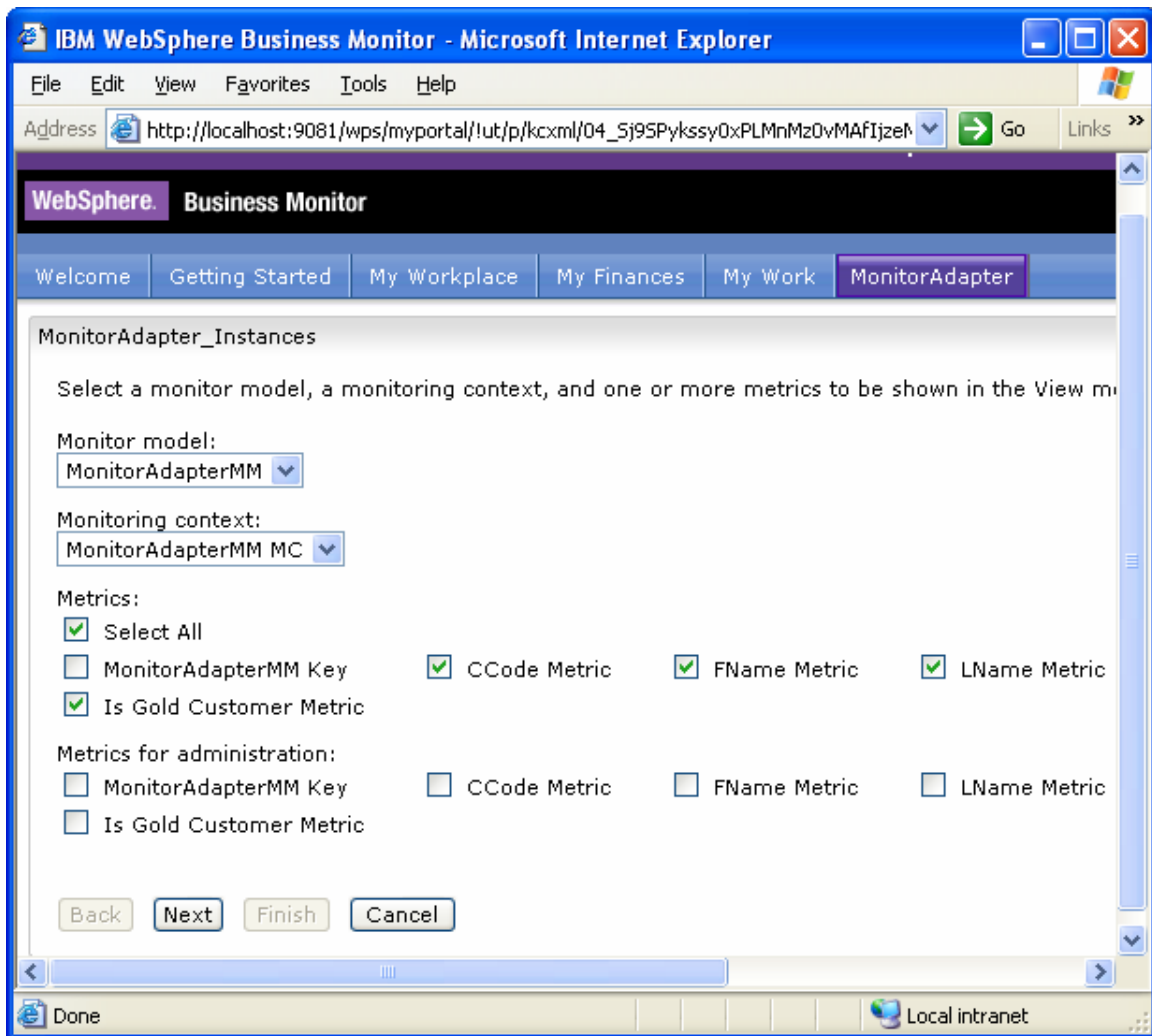 IBM WebSphere Business Monitor - Microsoft Internet Explorer
File Edit View Favorites Tools Help
Address http://localhost:9081/wps/myportal/!ut/p/kcxml/04_Sj9SPykssy0xPLMnMz0vMAfIjzeM Go Links »
WebSphere. Business Monitor
Welcome Getting Started My Workplace My Finances My Work MonitorAdapter
MonitorAdapter_Instances
Select a monitor model, a monitoring context, and one or more metrics to be shown in the View
Monitor model:
MonitorAdapterMM
Monitoring context:
MonitorAdapterMM MC
Metrics:
Select All
MonitorAdapterMM Key CCode Metric FName Metric LName Metric
Is Gold Customer Metric
Metrics for administration:
MonitorAdapterMM Key CCode Metric FName Metric LName Metric
Is Gold Customer Metric
Back Next Finish Cancel
Done Local intranet